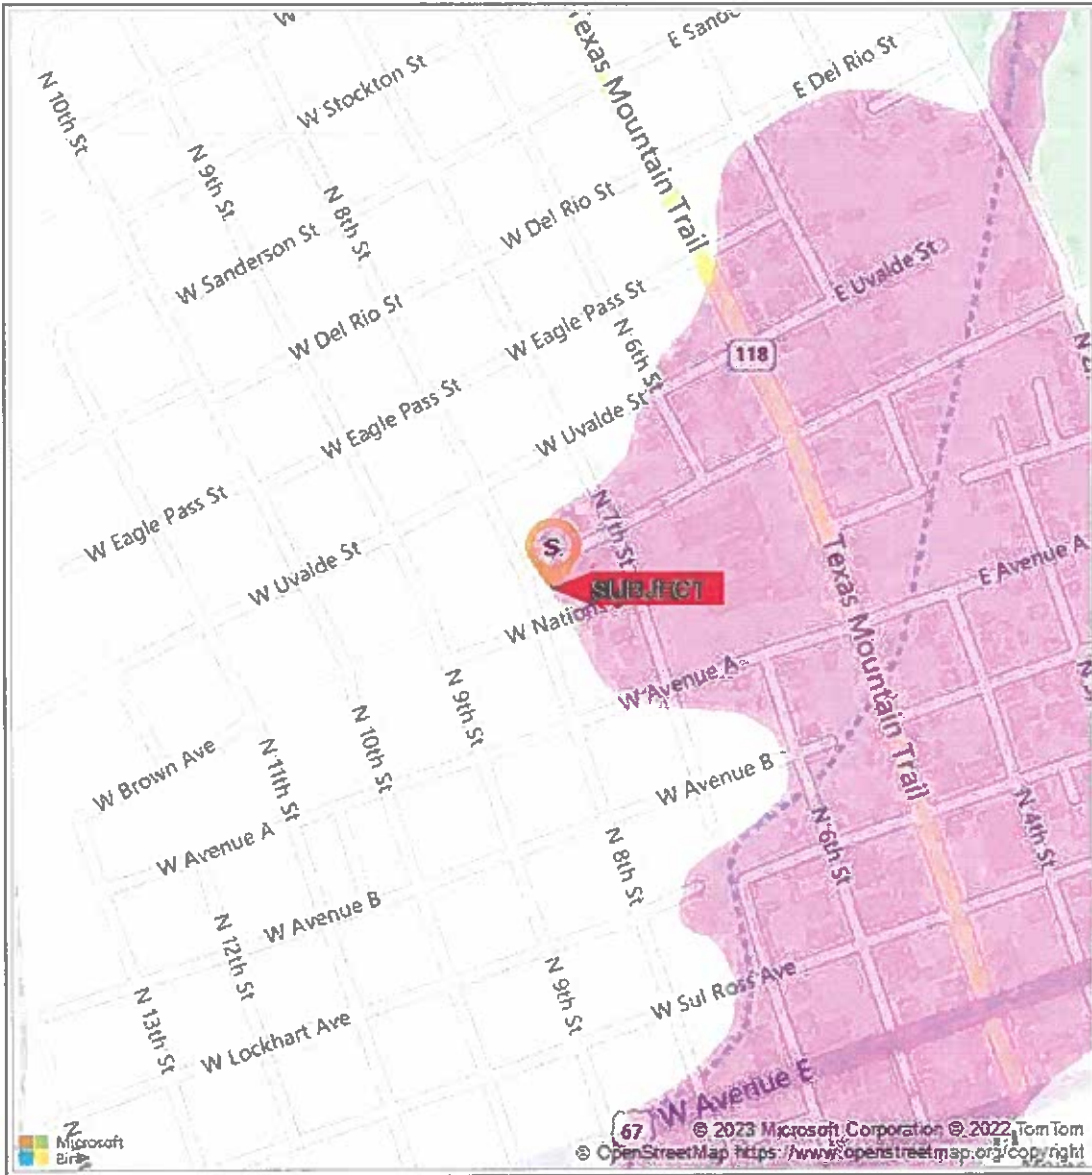 W
E Sand
N 10th St
W Stockton St
Texas Mountain Trail
E Del Rio St
N 9th St
N 8th St
W Del Rio St
W Sanderson St
E Uvalde St
W Del Rio St
W Eagle Pass St
N 6th St
118
W Eagle Pass St
W Uvalde St
W Eagle Pass St
N 7th St
S
SUBJECT
W Uvalde St
W Nation
E Avenue A
Texas Mountain Trail
W Avenue A
N 9th St
N 10th St
N 11th St
W Brown Ave
W Avenue B
W Avenue A
N 6th St
N 4th St
N 8th St
W Avenue B
N 12th St
N 9th St
W Sul Ross Ave
N 13th St
W Lockhart Ave
W Avenue E
67
Microsoft
Bing
© 2023 Microsoft Corporation © 2022 TomTom
© OpenStreetMap https://www.openstreetmap.org/copyright